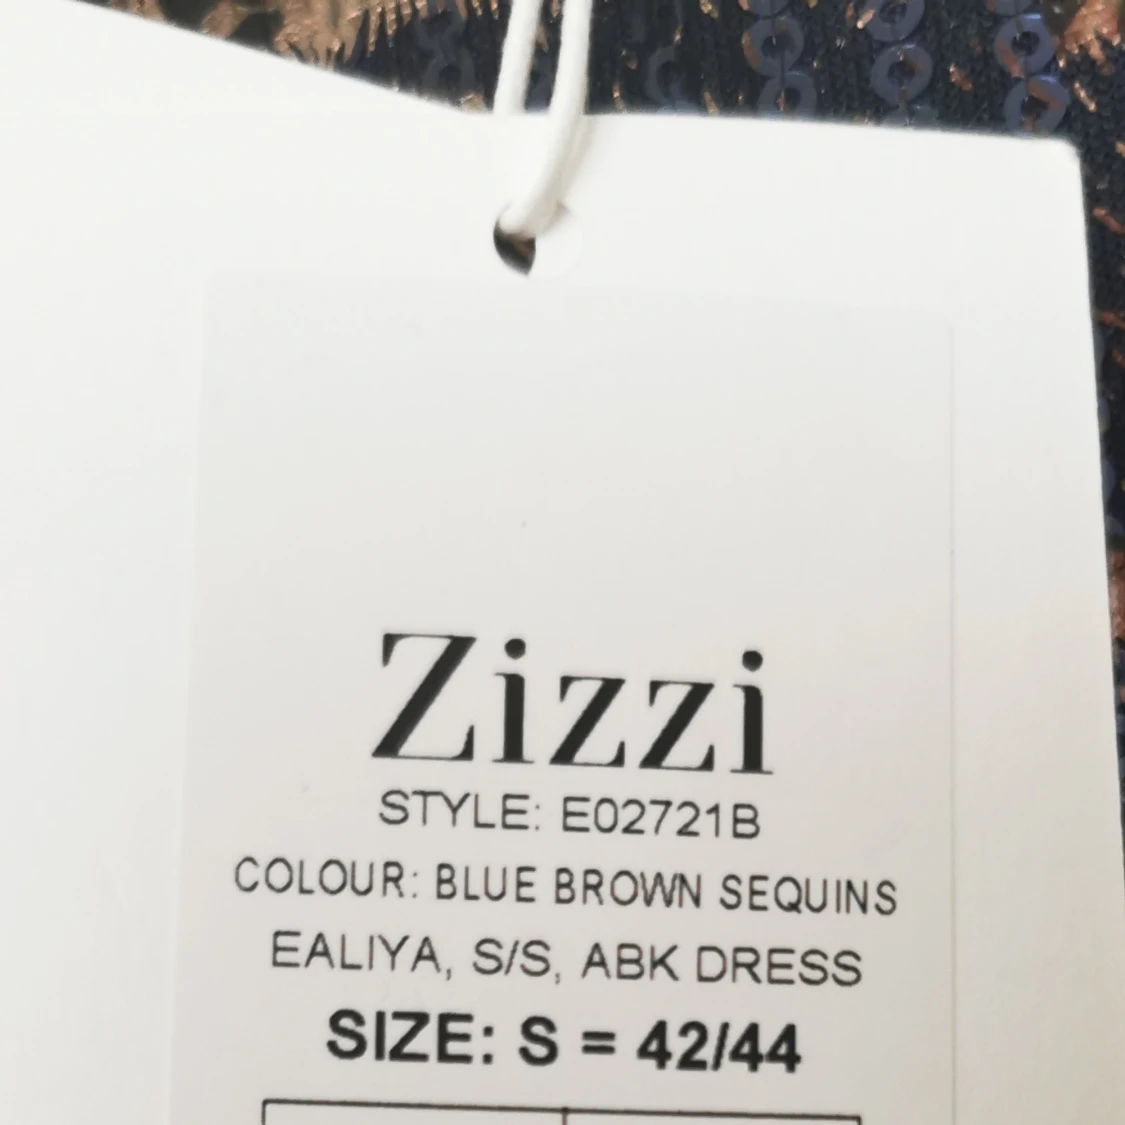 Zizzi
STYLE: E02721B
COLOUR: BLUE BROWN SEQUINS
EALIYA, S/S, ABK DRESS
SIZE: S = 42/44